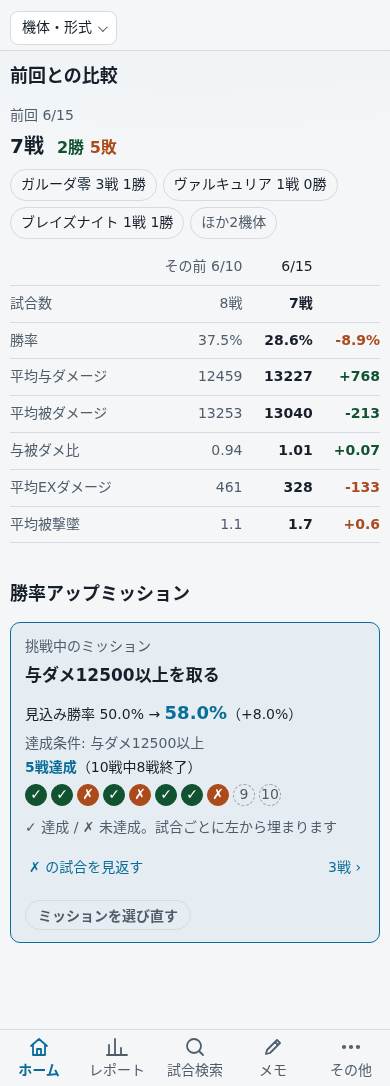 機体・形式
前回との比較
前回 6/15
7戦 2勝 5敗
ガルーダ零 3戦 1勝 ヴァルキュリア 1戦 0勝
ブレイズナイト 1戦 1勝 ほか2機体
その前 6/10 6/15
試合数 8戦 7戦
勝率 37.5% 28.6% -8.9%
平均与ダメージ 12459 13227 +768
平均被ダメージ 13253 13040 -213
与被ダメ比 0.94 1.01 +0.07
平均EXダメージ 461 328 -133
平均被撃墜 1.1 1.7 +0.6
勝率アップミッション
挑戦中のミッション
与ダメ12500以上を取る
見込み勝率 50.0% → 58.0%（+8.0%）
達成条件: 与ダメ12500以上
5戦達成（10戦中8戦終了）
✓ ✓ ✗ ✓ ✗ ✓ ✓ ✗ 9 10
✓ 達成 / ✗ 未達成。試合ごとに左から埋まります
✗ の試合を見返す 3戦 ›
ミッションを選び直す
ホーム レポート 試合検索 メモ その他